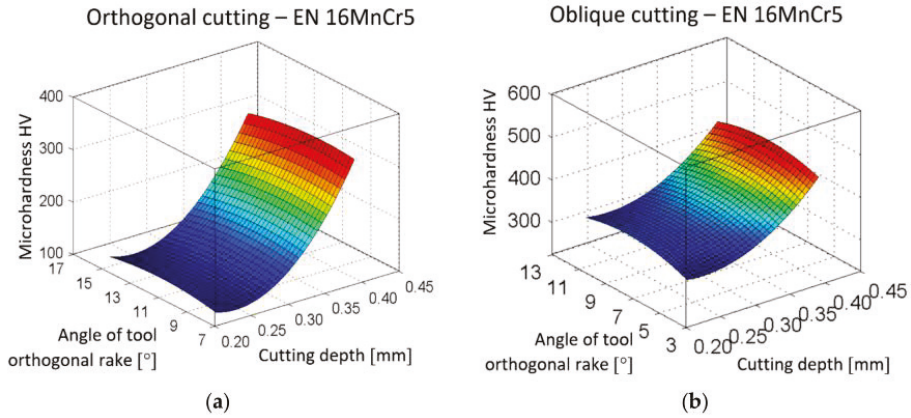 Orthogonal cutting – EN 16MnCr5
Microhardness HV
400
300
200
100
17
15
13
11
9
7
0.20
0.25
0.30
0.35
0.40
0.45
Angle of tool
orthogonal rake [°]
Cutting depth [mm]
(a)
Oblique cutting – EN 16MnCr5
Microhardness HV
600
500
400
300
13
11
9
7
5
3
0.20
0.25
0.30
0.35
0.40
0.45
Angle of tool
orthogonal rake [°]
Cutting depth [mm]
(b)